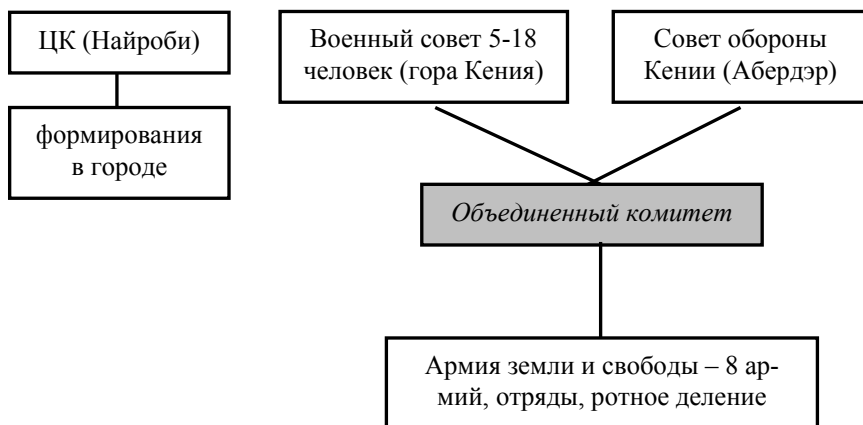 ЦК (Найроби)
формирования
в городе
Военный совет 5-18
человек (гора Кения)
Совет обороны
Кении (Абердэр)
Объединенный комитет
Армия земли и свободы – 8 ар-
мий, отряды, ротное деление